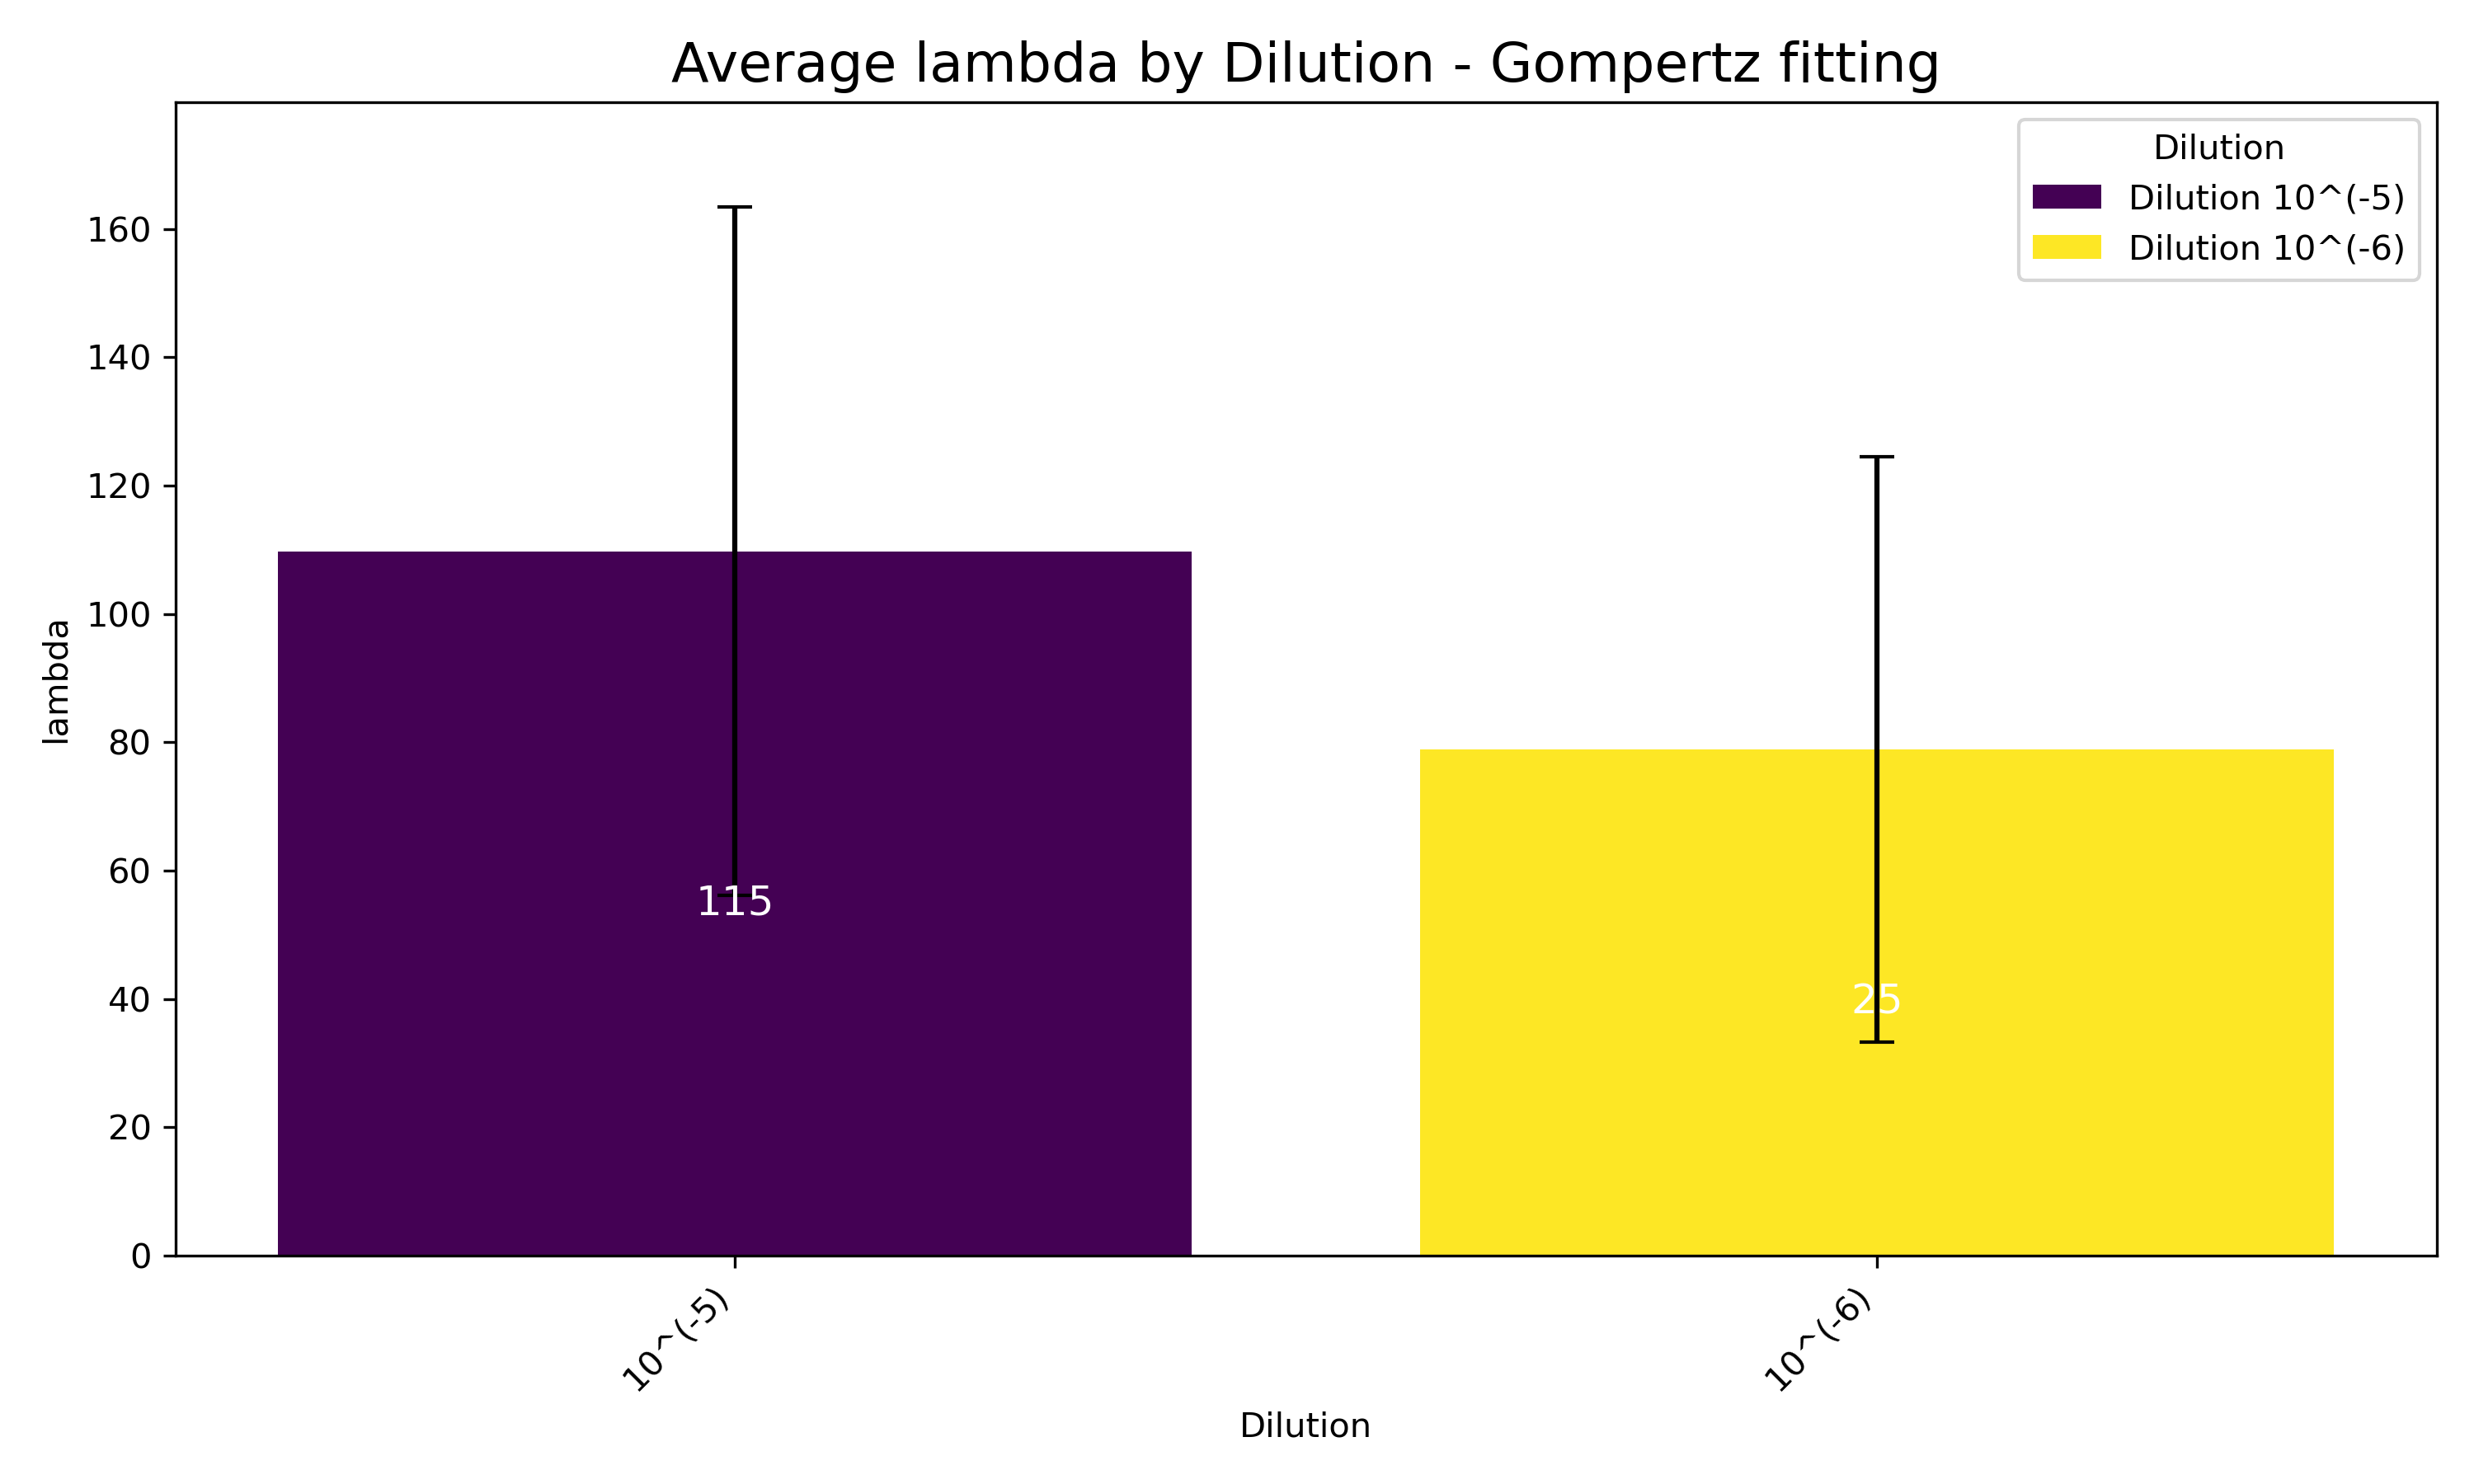 Average lambda by Dilution - Gompertz fitting
Dilution
Dilution 10^(-5)
Dilution 10^(-6)
160
140
120
100
80
60
40
20
0
lambda
115
25
10^(-5)
10^(-6)
Dilution